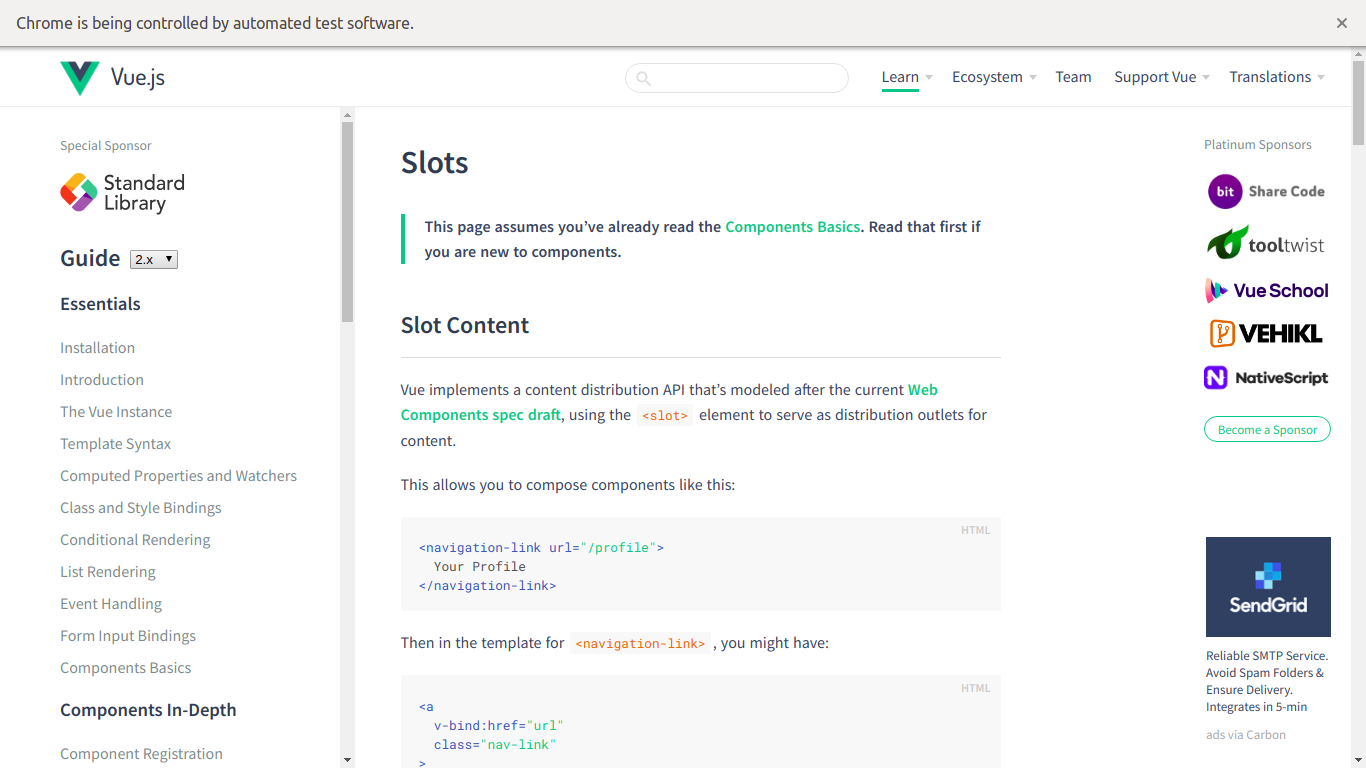 Chrome is being controlled by automated test software.
Vue.js
Learn
Ecosystem
Team
Support Vue
Translations
Special Sponsor
Standard
Library
Guide 2.x
Essentials
Installation
Introduction
The Vue Instance
Template Syntax
Computed Properties and Watchers
Class and Style Bindings
Conditional Rendering
List Rendering
Event Handling
Form Input Bindings
Components Basics
Components In-Depth
Component Registration
Slots
This page assumes you’ve already read the Components Basics. Read that first if
you are new to components.
Slot Content
Vue implements a content distribution API that’s modeled after the current Web
Components spec draft, using the <slot> element to serve as distribution outlets for
content.
This allows you to compose components like this:
HTML
<navigation-link url="/profile">
Your Profile
</navigation-link>
Then in the template for <navigation-link> , you might have:
HTML
<a
v-bind:href="url"
class="nav-link"
>
Platinum Sponsors
bit Share Code
tooltwist
Vue School
VEHIKL
NativeScript
Become a Sponsor
SendGrid
Reliable SMTP Service.
Avoid Spam Folders &
Ensure Delivery.
Integrates in 5-min
ads via Carbon